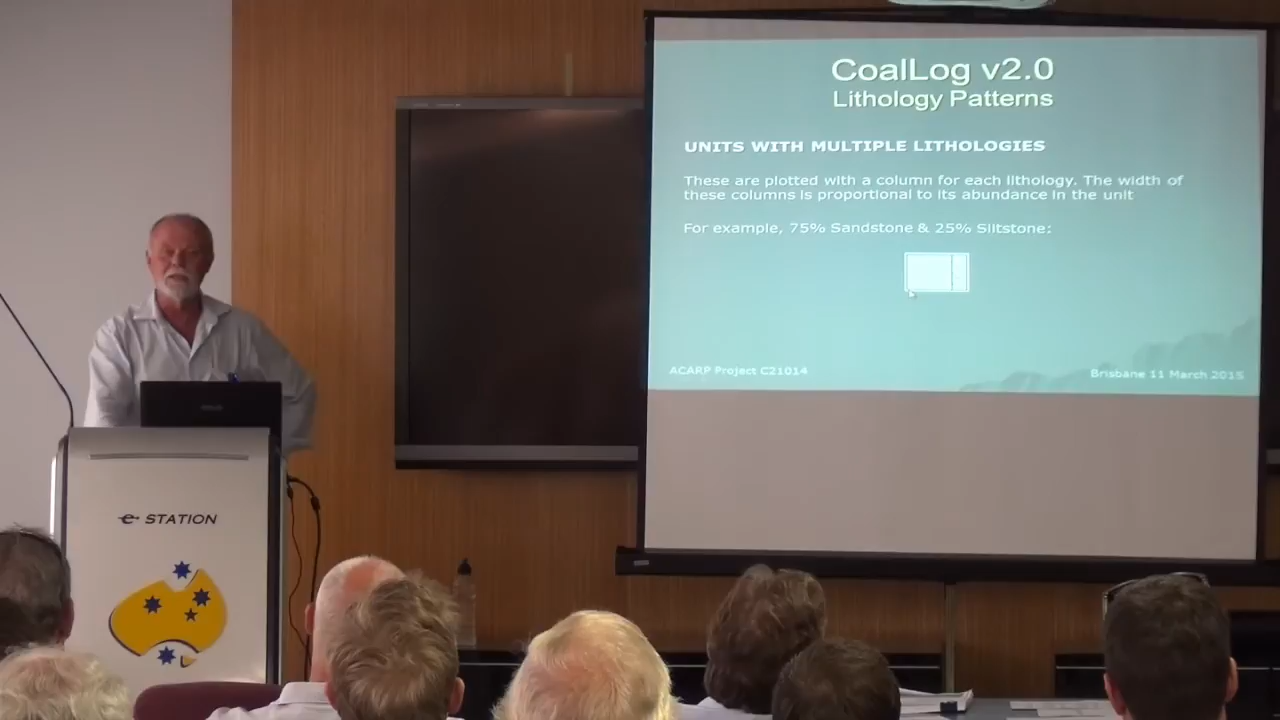 CoalLog v2.0
Lithology Patterns
UNITS WITH MULTIPLE LITHOLOGIES
These are plotted with a column for each lithology. The width of
these columns is proportional to its abundance in the unit
For example, 75% Sandstone & 25% Siltstone:
ACARP Project C21014
Brisbane 11 March 2015
e-STATION